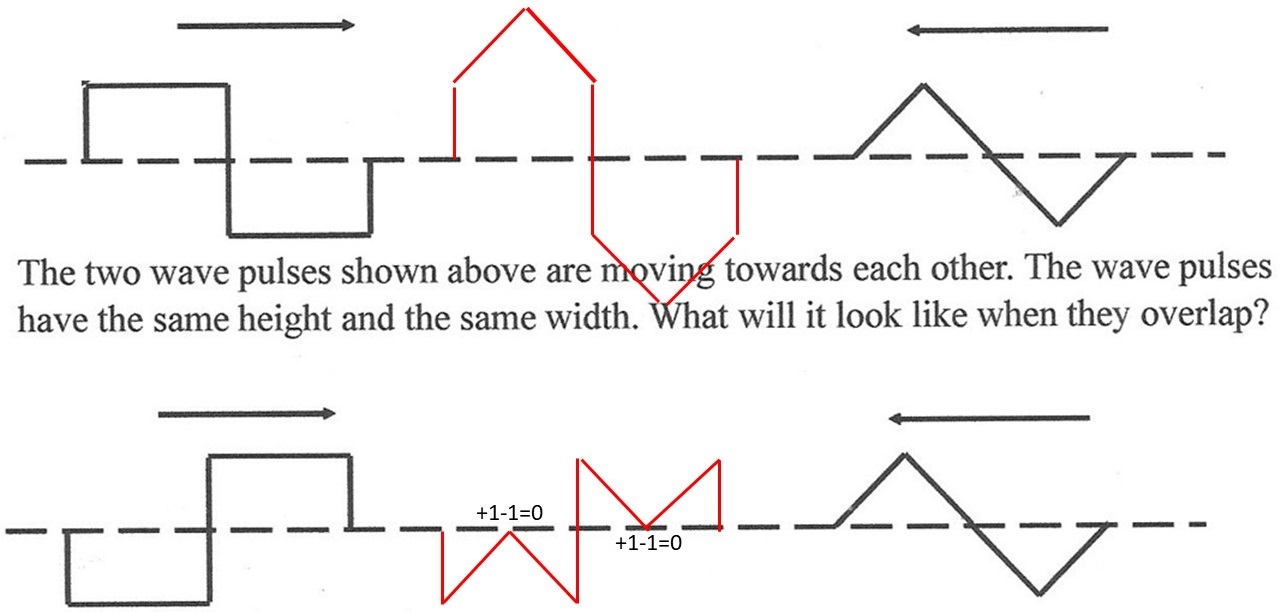 The two wave pulses shown above are moving towards each other. The wave pulses
have the same height and the same width. What will it look like when they overlap?
+1-1=0
+1-1=0